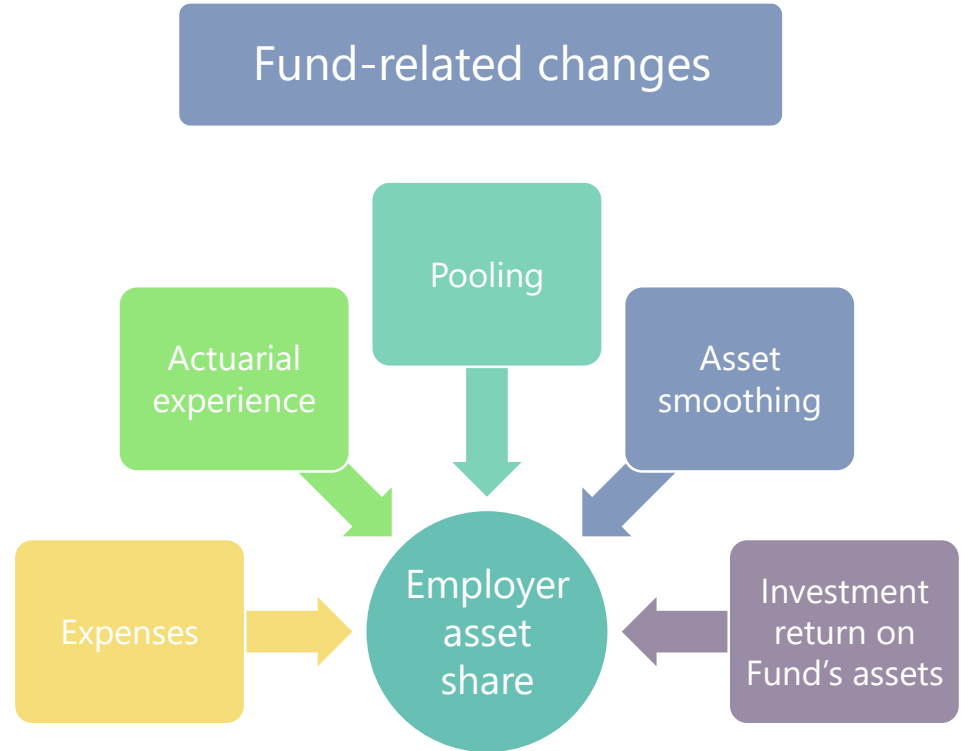 Fund-related changes
Pooling
Actuarial
experience
Asset
smoothing
Expenses
Employer
asset
share
Investment
return on
Fund's assets